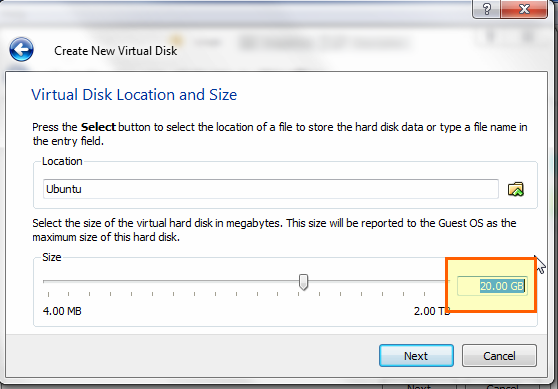 Create New Virtual Disk
Virtual Disk Location and Size
Press the Select button to select the location of a file to store the hard disk data or type a file name in
the entry field.
Location
Ubuntu
Select the size of the virtual hard disk in megabytes. This size will be reported to the Guest OS as the
maximum size of this hard disk.
Size
20.00 GB
4.00 MB 2.00 TB
Next Cancel
Next Cancel